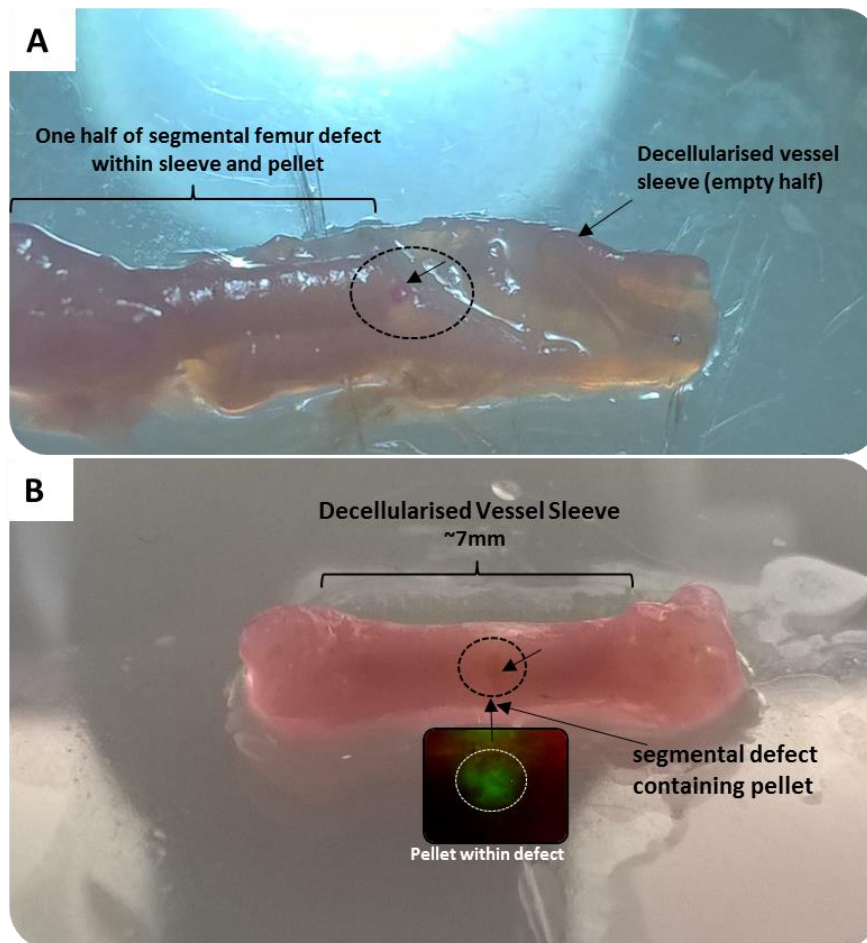 A
One half of segmental femur defect
within sleeve and pellet
Decellularised vessel
sleeve (empty half)
B
Decellularised Vessel Sleeve
~7mm
segmental defect
containing pellet
Pellet within defect